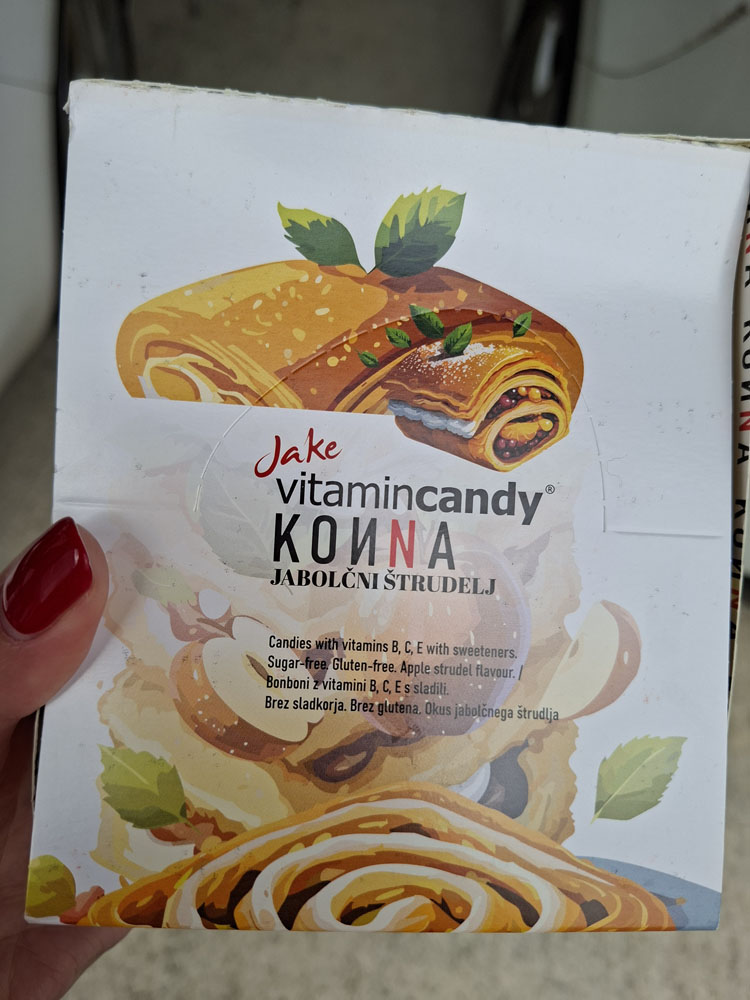 Jake
vitamincandy®
KOИNA
JABOLČNI ŠTRUDELJ
Candies with vitamins B, C, E with sweeteners.
Sugar-free. Gluten-free. Apple strudel flavour. /
Bonboni z vitamini B, C, E s sladili.
Brez sladkorja. Brez glutena. Okus jabolčnega štrudlja